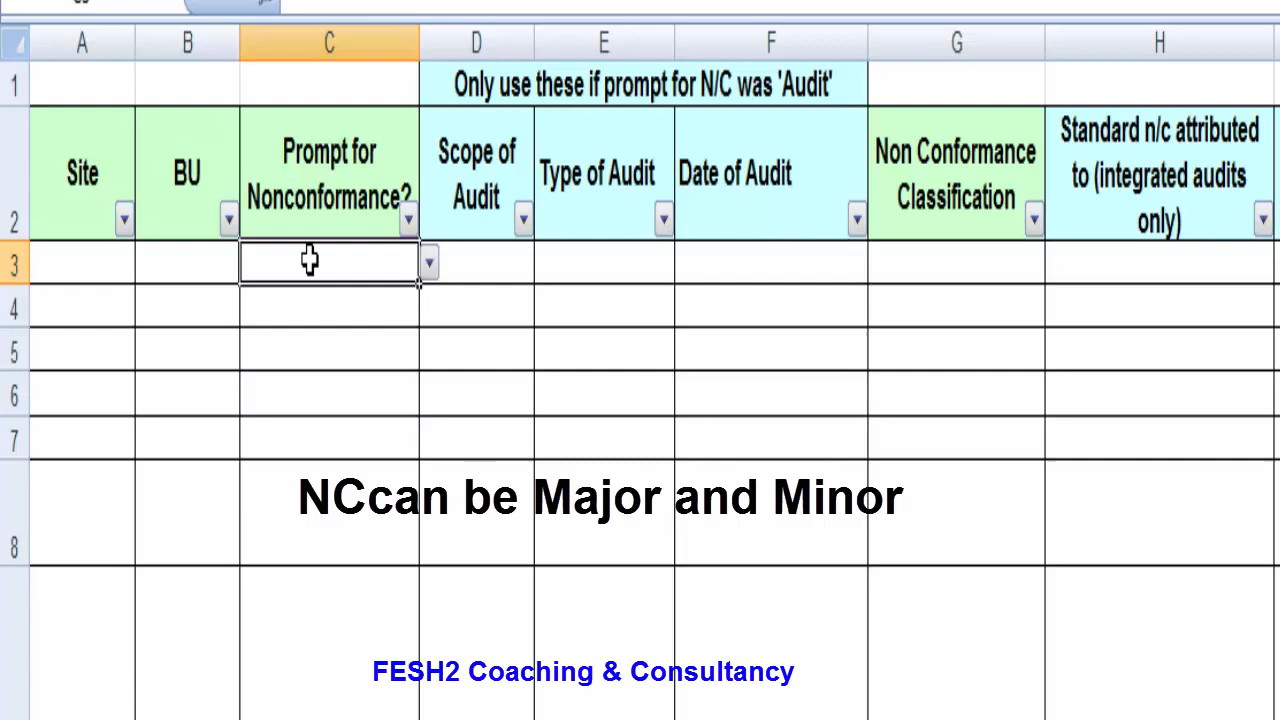 A B C D E F G H
1
Only use these if prompt for N/C was 'Audit'
2
Site
BU
Prompt for
Nonconformance?
Scope of
Audit
Type of Audit
Date of Audit
Non Conformance
Classification
Standard n/c attributed
to (integrated audits
only)
3
4
5
6
7
NCcan be Major and Minor
8
FESH2 Coaching & Consultancy